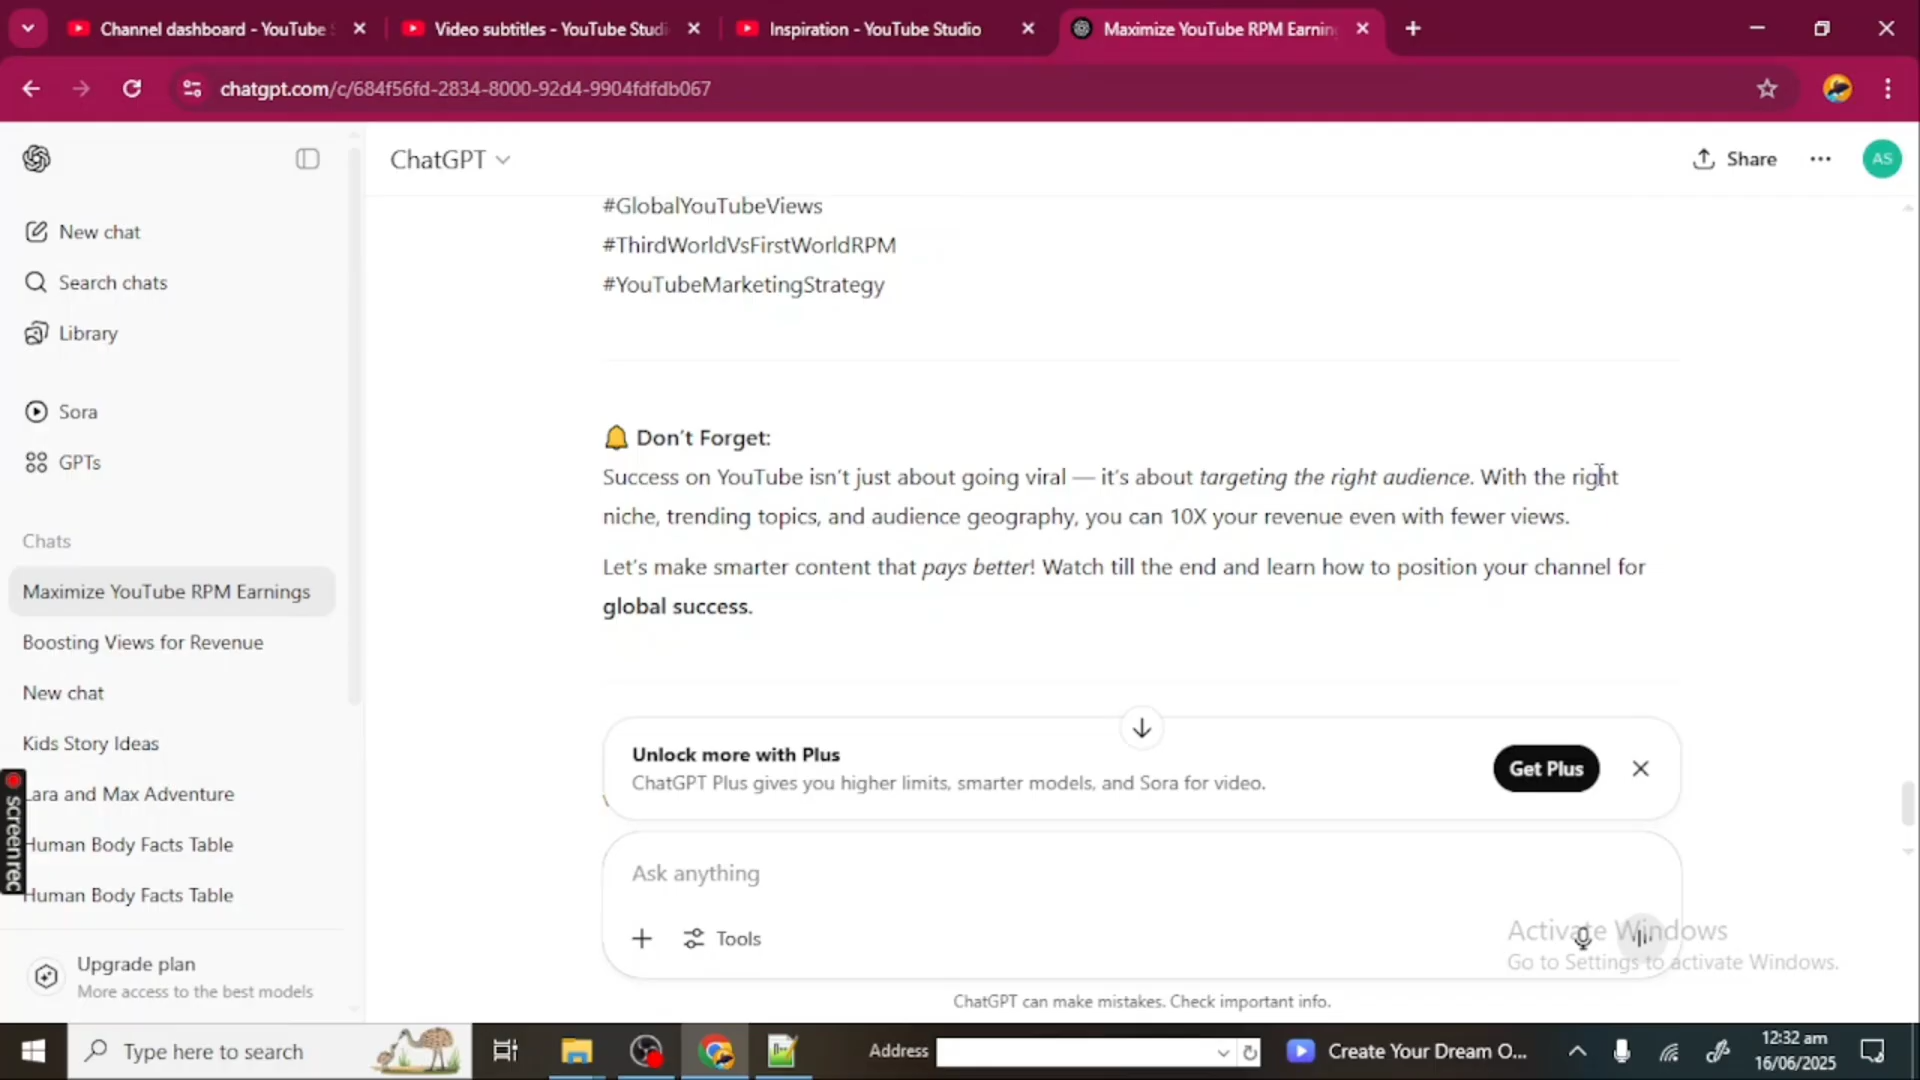 Channel dashboard - YouTube S
Video subtitles - YouTube Studi
Inspiration - YouTube Studio
Maximize YouTube RPM Earnin
chatgpt.com/c/684f56fd-2834-8000-92d4-9904fdfdb067
ChatGPT
Share
AS
New chat
Search chats
Library
Sora
GPTs
Chats
Maximize YouTube RPM Earnings
Boosting Views for Revenue
New chat
Kids Story Ideas
Lara and Max Adventure
Human Body Facts Table
Human Body Facts Table
Upgrade plan
More access to the best models
screenrec
#GlobalYouTubeViews
#ThirdWorldVsFirstWorldRPM
#YouTubeMarketingStrategy
🔔 Don't Forget:
Success on YouTube isn't just about going viral — it's about targeting the right audience. With the right
niche, trending topics, and audience geography, you can 10X your revenue even with fewer views.
Let's make smarter content that pays better! Watch till the end and learn how to position your channel for
global success.
Unlock more with Plus
ChatGPT Plus gives you higher limits, smarter models, and Sora for video.
Get Plus
Ask anything
Tools
Activate Windows
Go to Settings to activate Windows.
ChatGPT can make mistakes. Check important info.
Type here to search
Address
Create Your Dream O...
12:32 am
16/06/2025